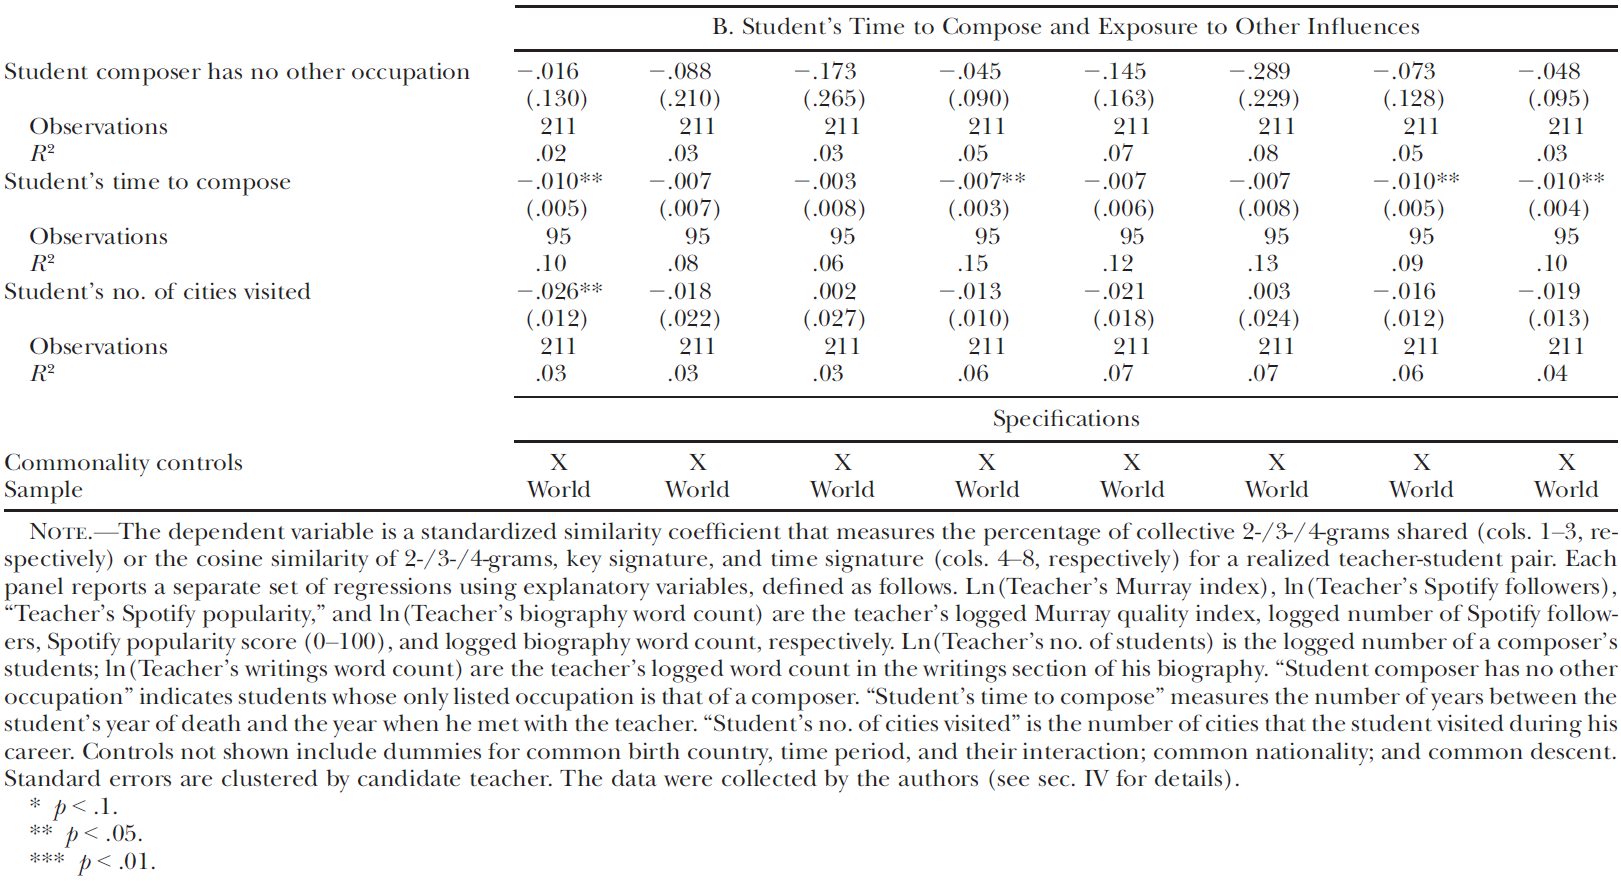 B. Student’s Time to Compose and Exposure to Other Influences
Student composer has no other occupation −.016 −.088 −.173 −.045 −.145 −.289 −.073 −.048
(.130) (.210) (.265) (.090) (.163) (.229) (.128) (.095)
Observations 211 211 211 211 211 211 211 211
R² .02 .03 .03 .05 .07 .08 .05 .03
Student’s time to compose −.010** −.007 −.003 −.007** −.007 −.007 −.010** −.010**
(.005) (.007) (.008) (.003) (.006) (.008) (.005) (.004)
Observations 95 95 95 95 95 95 95 95
R² .10 .08 .06 .15 .12 .13 .09 .10
Student’s no. of cities visited −.026** −.018 .002 −.013 −.021 .003 −.016 −.019
(.012) (.022) (.027) (.010) (.018) (.024) (.012) (.013)
Observations 211 211 211 211 211 211 211 211
R² .03 .03 .03 .06 .07 .07 .06 .04
Specifications
Commonality controls X X X X X X X X
Sample World World World World World World World World
Note.—The dependent variable is a standardized similarity coefficient that measures the percentage of collective 2-/3-/4-grams shared (cols. 1–3, re-
spectively) or the cosine similarity of 2-/3-/4-grams, key signature, and time signature (cols. 4–8, respectively) for a realized teacher-student pair. Each
panel reports a separate set of regressions using explanatory variables, defined as follows. Ln(Teacher’s Murray index), ln(Teacher’s Spotify followers),
“Teacher’s Spotify popularity,” and ln(Teacher’s biography word count) are the teacher’s logged Murray quality index, logged number of Spotify follow-
ers, Spotify popularity score (0–100), and logged biography word count, respectively. Ln(Teacher’s no. of students) is the logged number of a composer’s
students; ln(Teacher’s writings word count) are the teacher’s logged word count in the writings section of his biography. “Student composer has no other
occupation” indicates students whose only listed occupation is that of a composer. “Student’s time to compose” measures the number of years between the
student’s year of death and the year when he met with the teacher. “Student’s no. of cities visited” is the number of cities that the student visited during his
career. Controls not shown include dummies for common birth country, time period, and their interaction; common nationality; and common descent.
Standard errors are clustered by candidate teacher. The data were collected by the authors (see sec. IV for details).
* p < .1.
** p < .05.
*** p < .01.